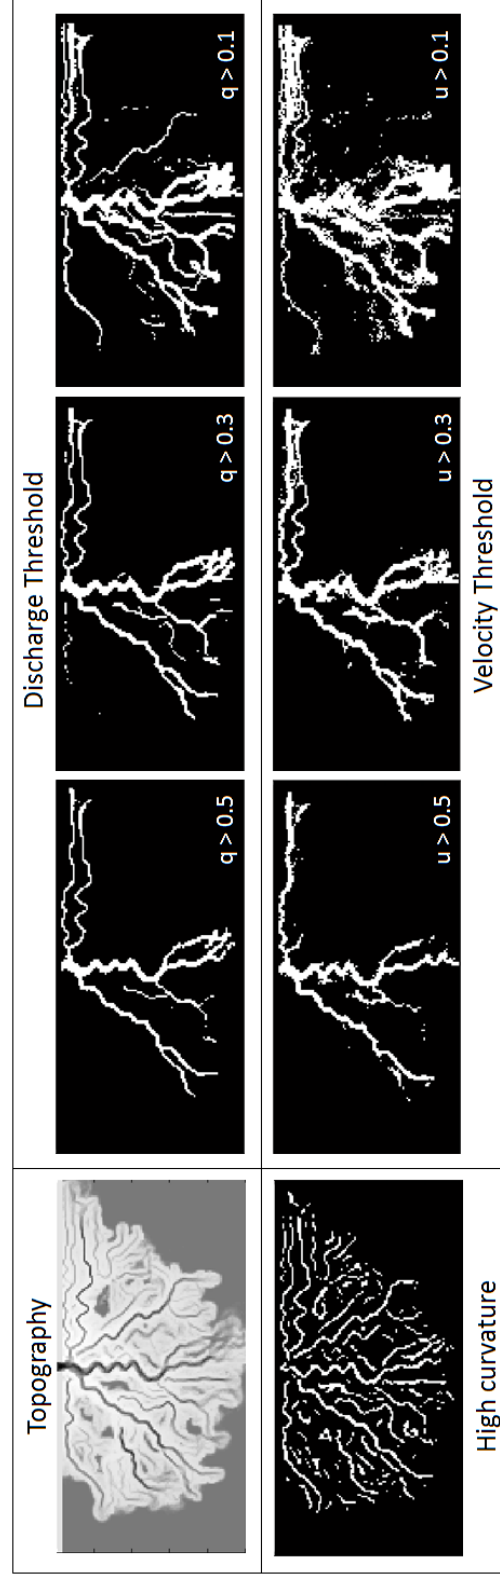 Topography
Discharge Threshold
q > 0.5
q > 0.3
q > 0.1
u > 0.5
u > 0.3
u > 0.1
High curvature
Velocity Threshold